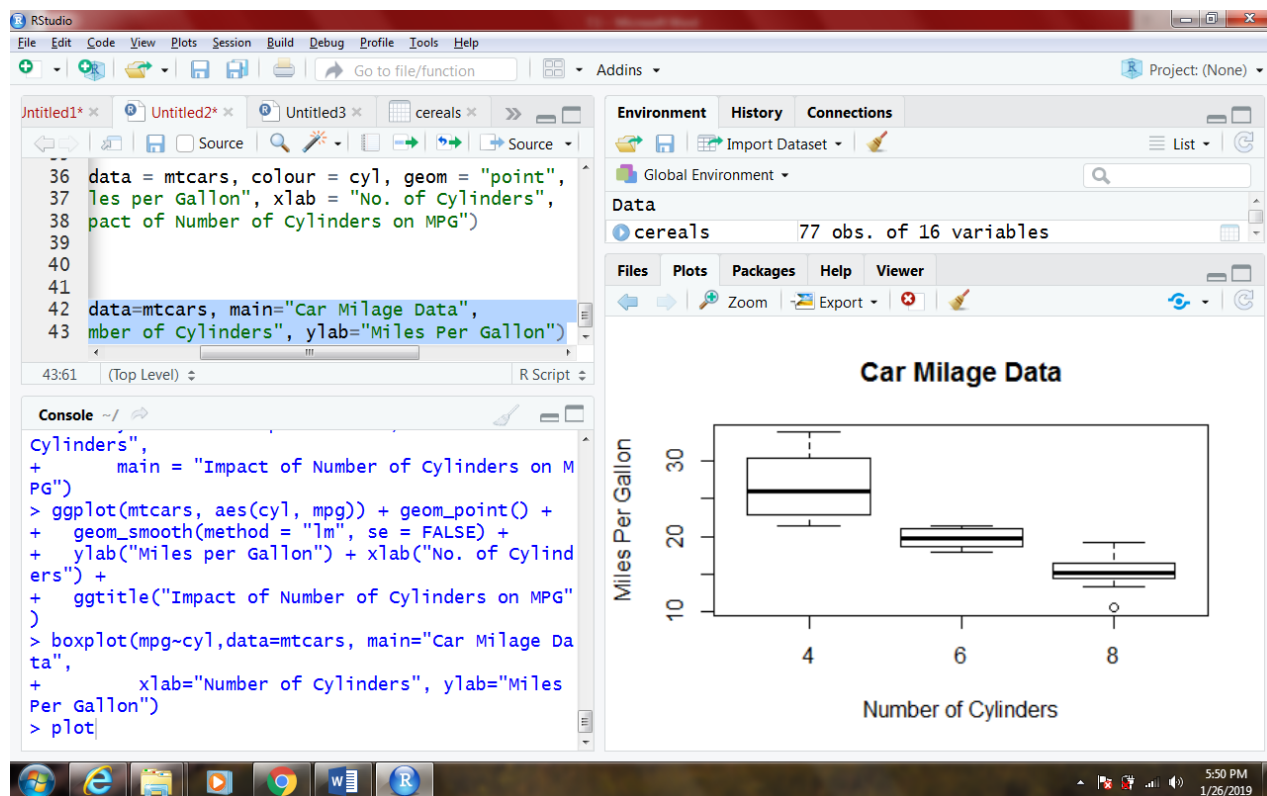 RStudio
File Edit Code View Plots Session Build Debug Profile Tools Help
Go to file/function
Addins
Project: (None)
Untitled1*
Untitled2*
Untitled3
cereals
Source
Source
36 data = mtcars, colour = cyl, geom = "point",
37 les per Gallon", xlab = "No. of Cylinders",
38 pact of Number of Cylinders on MPG")
39
40
41
42 data=mtcars, main="Car Milage Data",
43 mber of Cylinders", ylab="Miles Per Gallon")
43:61 (Top Level) R Script
Console ~/
Cylinders",
+ main = "Impact of Number of Cylinders on M
PG")
> ggplot(mtcars, aes(cyl, mpg)) + geom_point() +
+ geom_smooth(method = "lm", se = FALSE) +
+ ylab("Miles per Gallon") + xlab("No. of Cylind
ers") +
+ ggtitle("Impact of Number of Cylinders on MPG"
)
> boxplot(mpg~cyl,data=mtcars, main="Car Milage Da
ta",
+ xlab="Number of Cylinders", ylab="Miles
Per Gallon")
> plot
Environment History Connections
Import Dataset
List
Global Environment
Data
cereals 77 obs. of 16 variables
Files Plots Packages Help Viewer
Zoom Export
Car Milage Data
Miles Per Gallon
30
20
10
4 6 8
Number of Cylinders
5:50 PM
1/26/2019